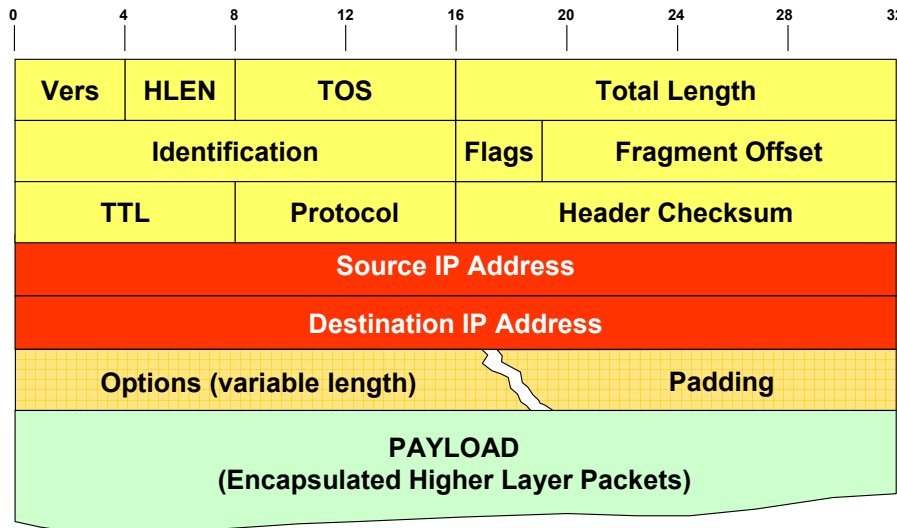 0 4 8 12 16 20 24 28 32
Vers HLEN TOS Total Length
Identification Flags Fragment Offset
TTL Protocol Header Checksum
Source IP Address
Destination IP Address
Options (variable length) Padding
PAYLOAD
(Encapsulated Higher Layer Packets)